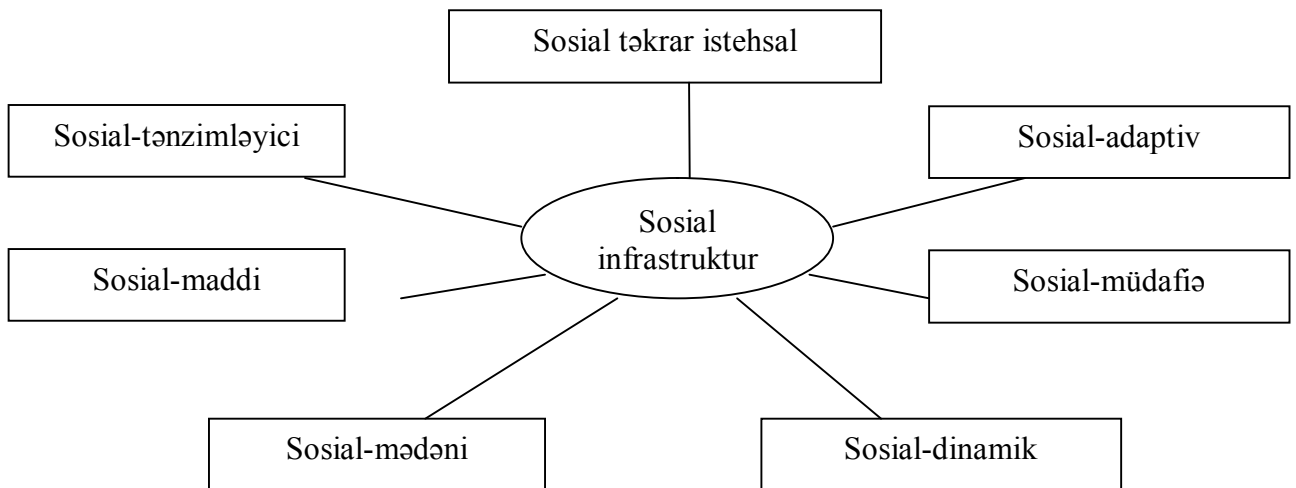 Sosial təkrar istehsal
Sosial-tənzimləyici
Sosial-adaptiv
Sosial
infrastruktur
Sosial-maddi
Sosial-müdafiə
Sosial-mədəni
Sosial-dinamik